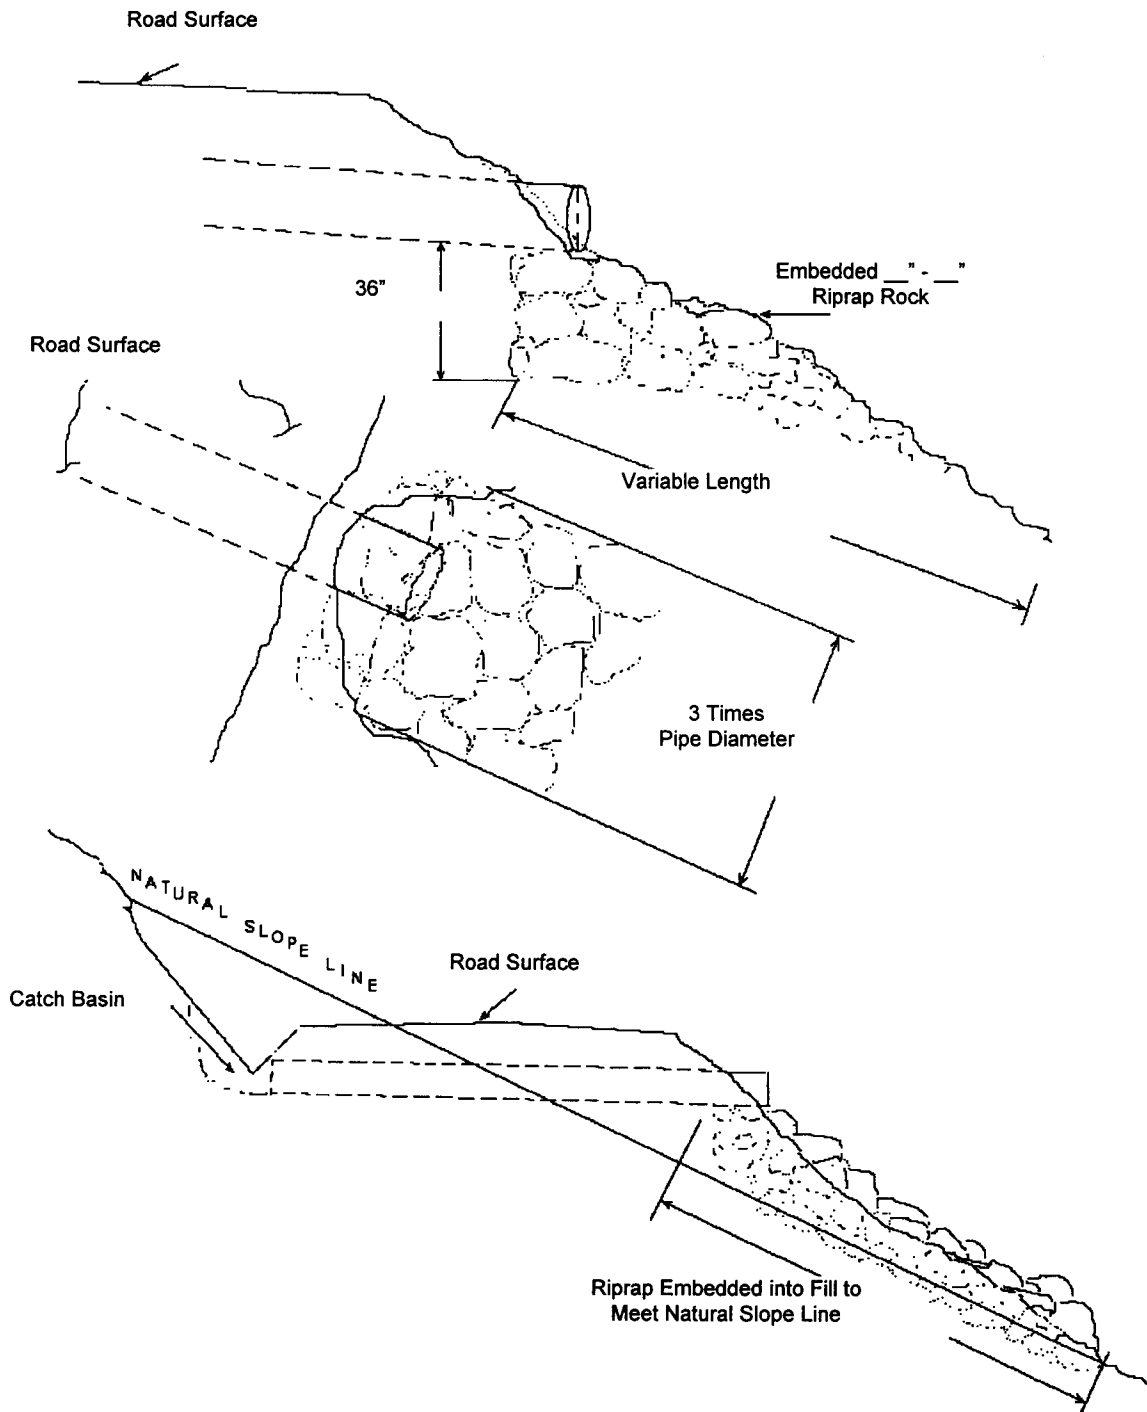 Road Surface
Embedded __" - __"
Riprap Rock
36"
Road Surface
Variable Length
3 Times
Pipe Diameter
NATURAL SLOPE LINE
Road Surface
Catch Basin
Riprap Embedded into Fill to
Meet Natural Slope Line